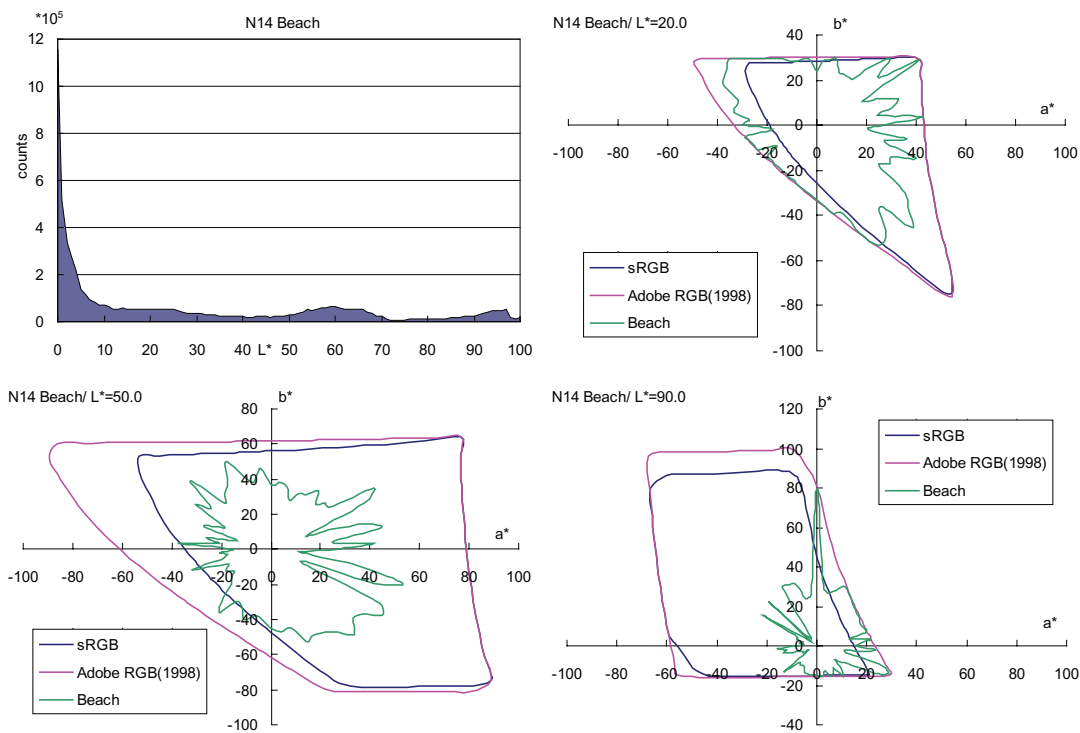 N14 Beach
*10⁵
counts
12
10
8
6
4
2
0
0 10 20 30 40 L* 50 60 70 80 90 100
N14 Beach/ L*=20.0
b*
a*
40
20
0
-20
-40
-60
-80
-100
-100 -80 -60 -40 -20 0 20 40 60 80 100
sRGB
Adobe RGB(1998)
Beach
N14 Beach/ L*=50.0
b*
a*
80
60
40
20
0
-20
-40
-60
-80
-100
-100 -80 -60 -40 -20 0 20 40 60 80 100
sRGB
Adobe RGB(1998)
Beach
N14 Beach/ L*=90.0
b*
a*
120
100
80
60
40
20
0
-20
-40
-100 -80 -60 -40 -20 0 20 40 60 80 100
sRGB
Adobe RGB(1998)
Beach